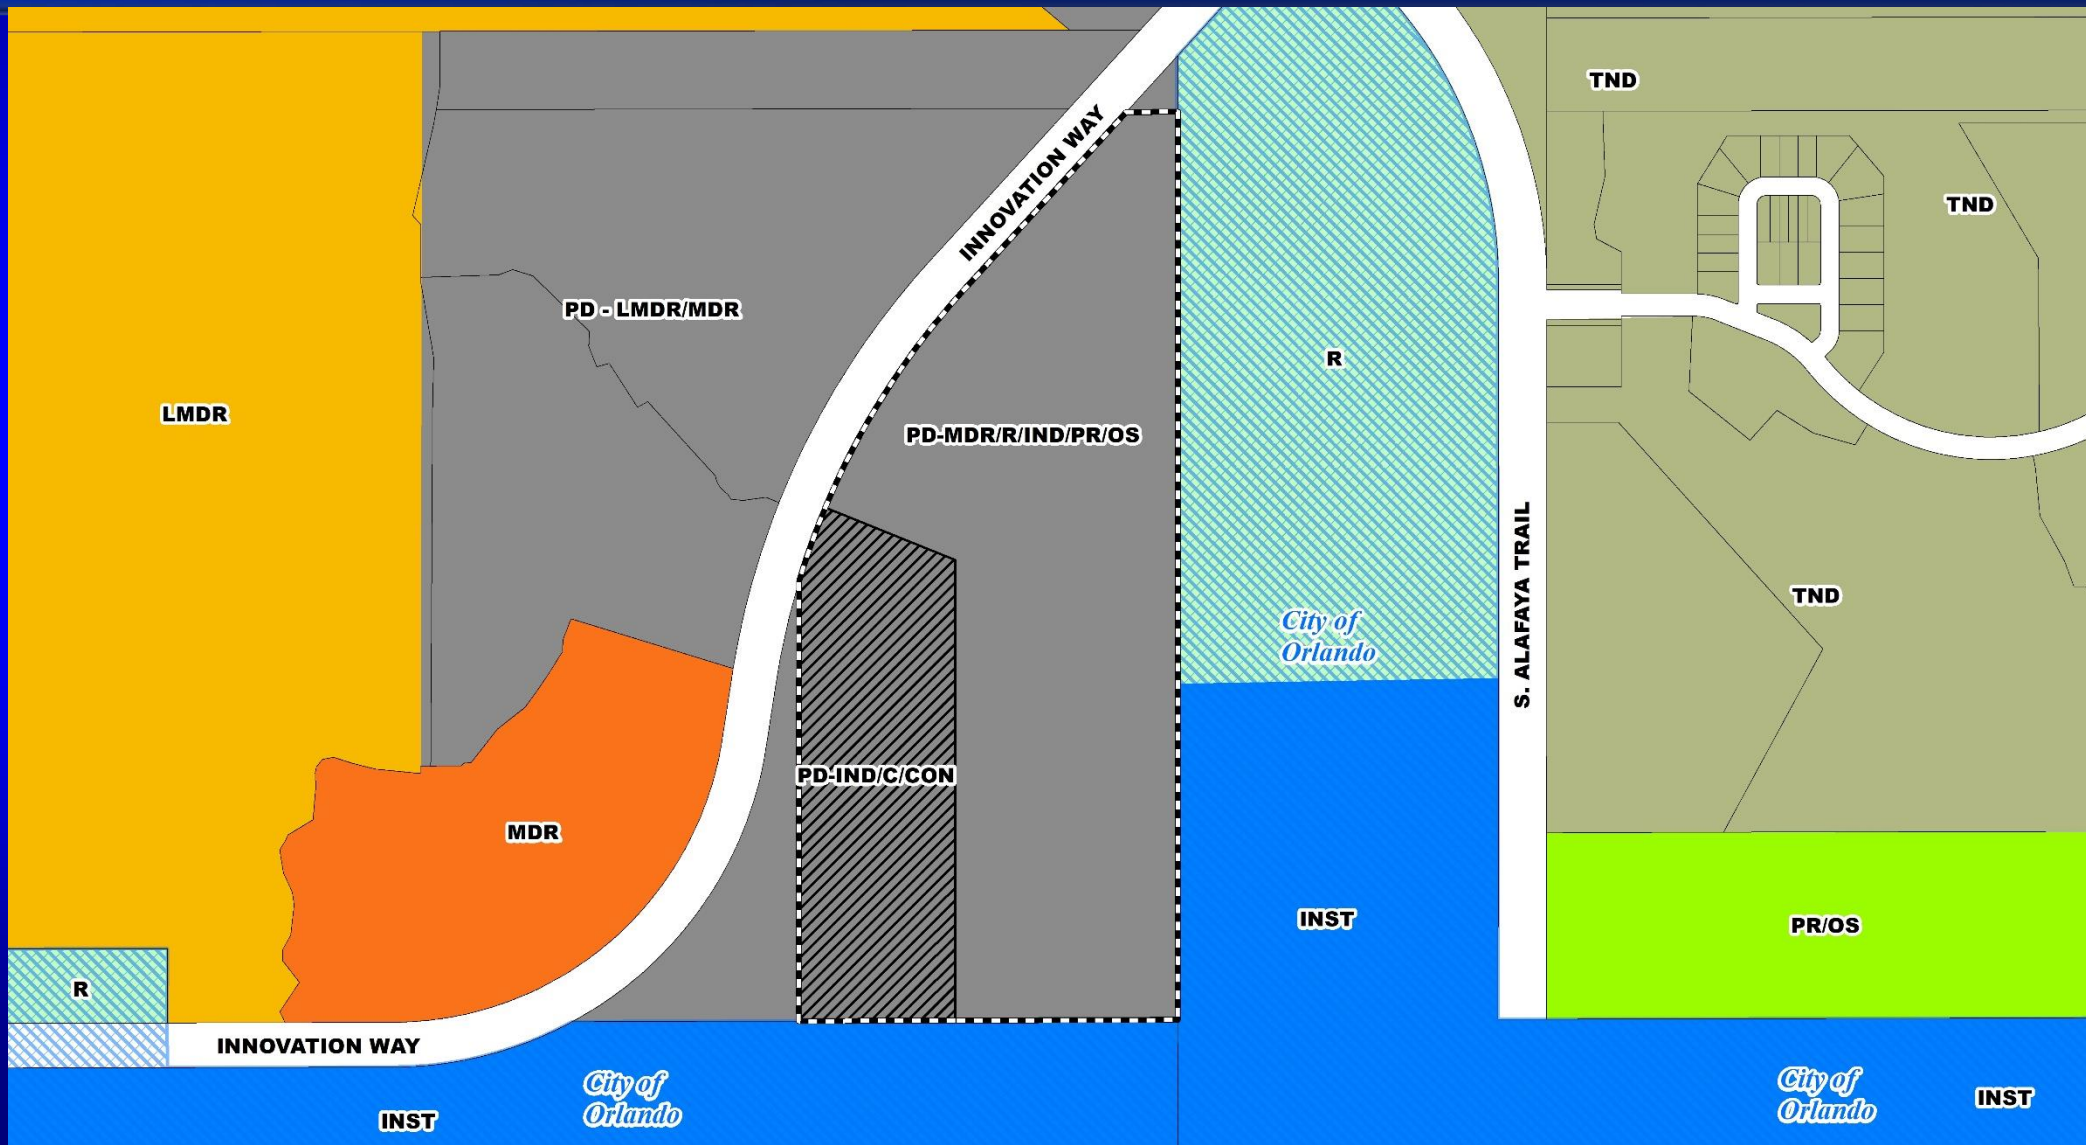 TND
INNOVATION WAY
TND
PD - LMDR/MDR
R
LMDR
PD-MDR/R/IND/PR/OS
S. ALAFAYA TRAIL
TND
City of
Orlando
PD-IND/C/CON
MDR
INST
PR/OS
R
INNOVATION WAY
City of
Orlando
INST
City of
Orlando
INST